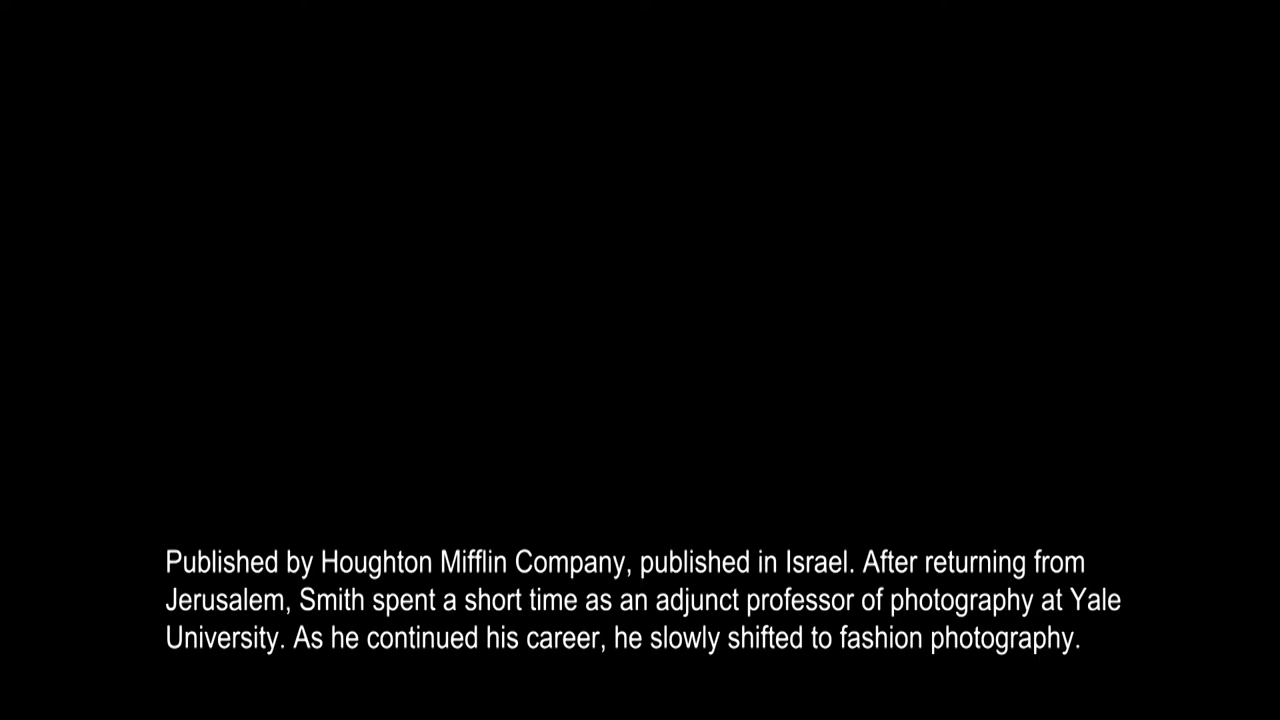 Published by Houghton Mifflin Company, published in Israel. After returning from
Jerusalem, Smith spent a short time as an adjunct professor of photography at Yale
University. As he continued his career, he slowly shifted to fashion photography.